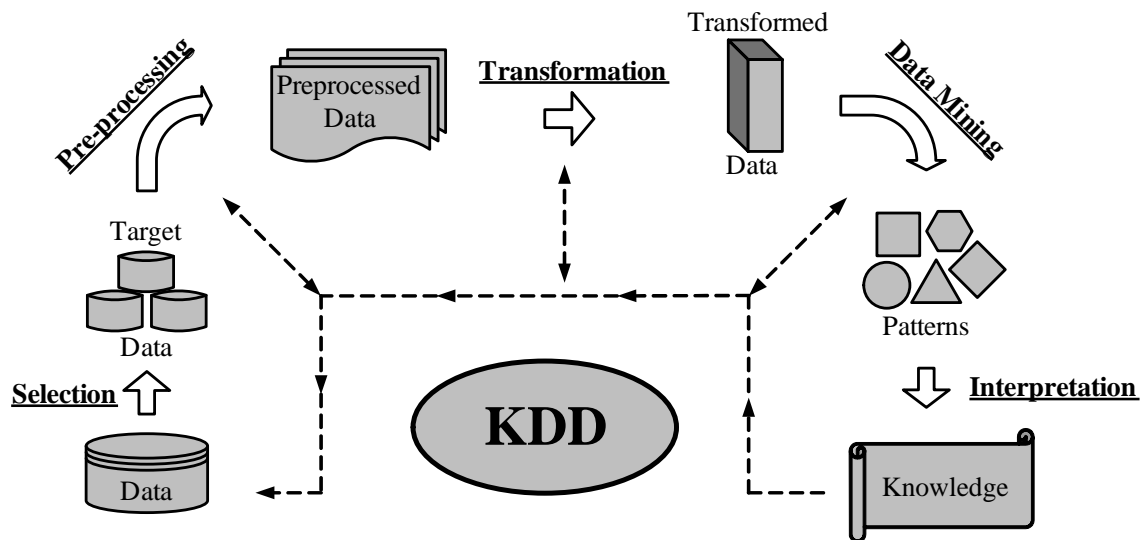 Pre-processing
Preprocessed
Data
Transformation
Transformed
Data
Data Mining
Target
Data
Patterns
Selection
Interpretation
Data
KDD
Knowledge